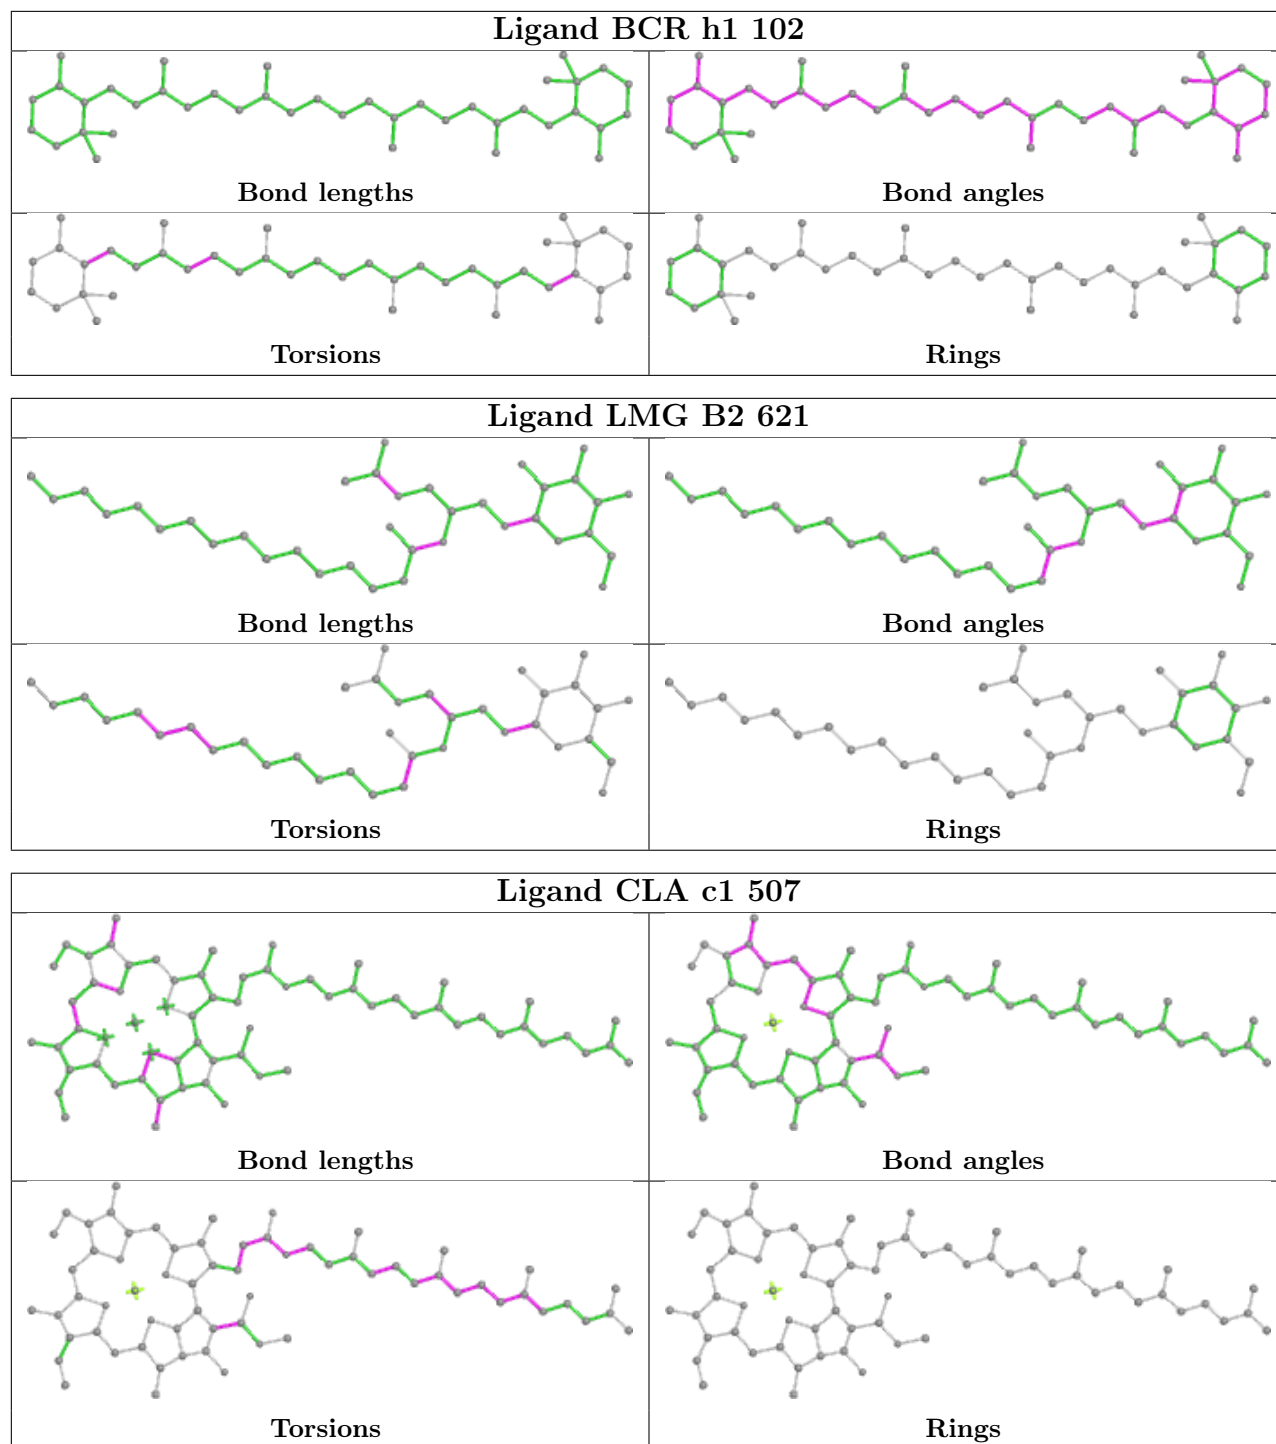 Ligand BCR h1 102
Bond lengths
Bond angles
Torsions
Rings
Ligand LMG B2 621
Bond lengths
Bond angles
Torsions
Rings
Ligand CLA c1 507
Bond lengths
Bond angles
Torsions
Rings